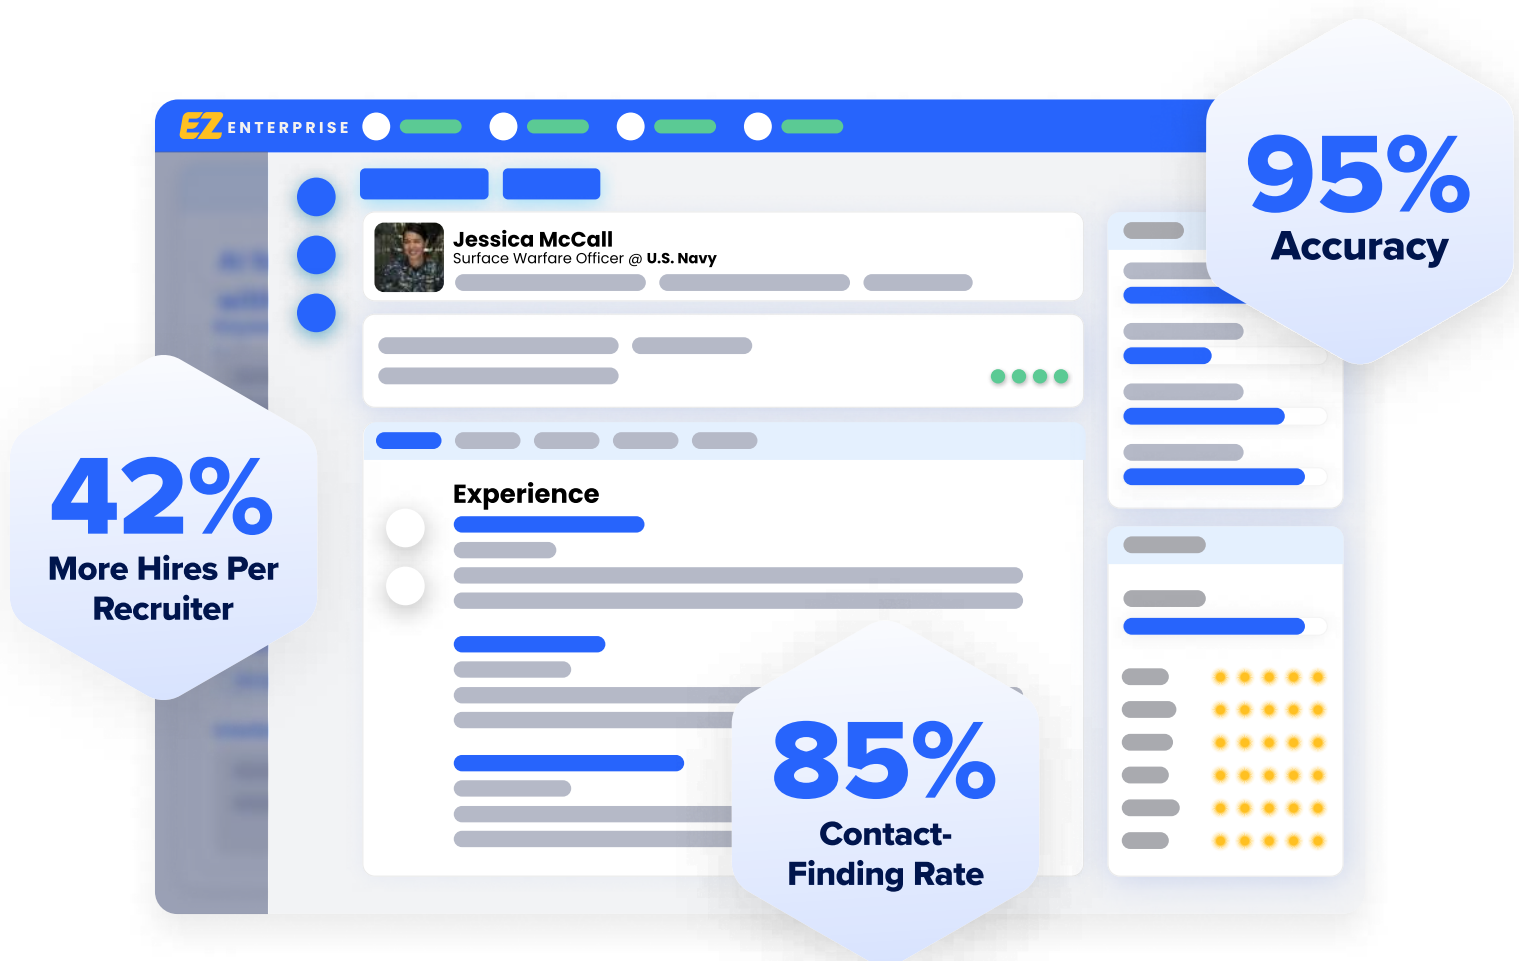 EZ ENTERPRISE
95%
Accuracy
Jessica McCall
Surface Warfare Officer @ U.S. Navy
42%
More Hires Per
Recruiter
Experience
85%
Contact-
Finding Rate